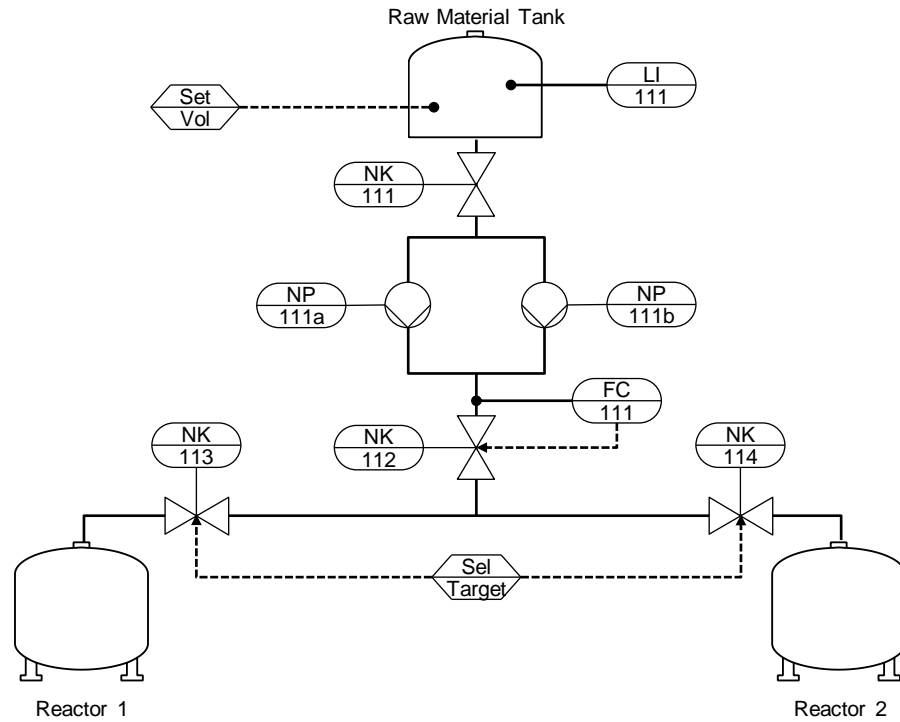 Raw Material Tank
LI
111
Set
Vol
NK
111
NP
111a
NP
111b
FC
111
NK
113
NK
112
NK
114
Sel
Target
Reactor 1
Reactor 2